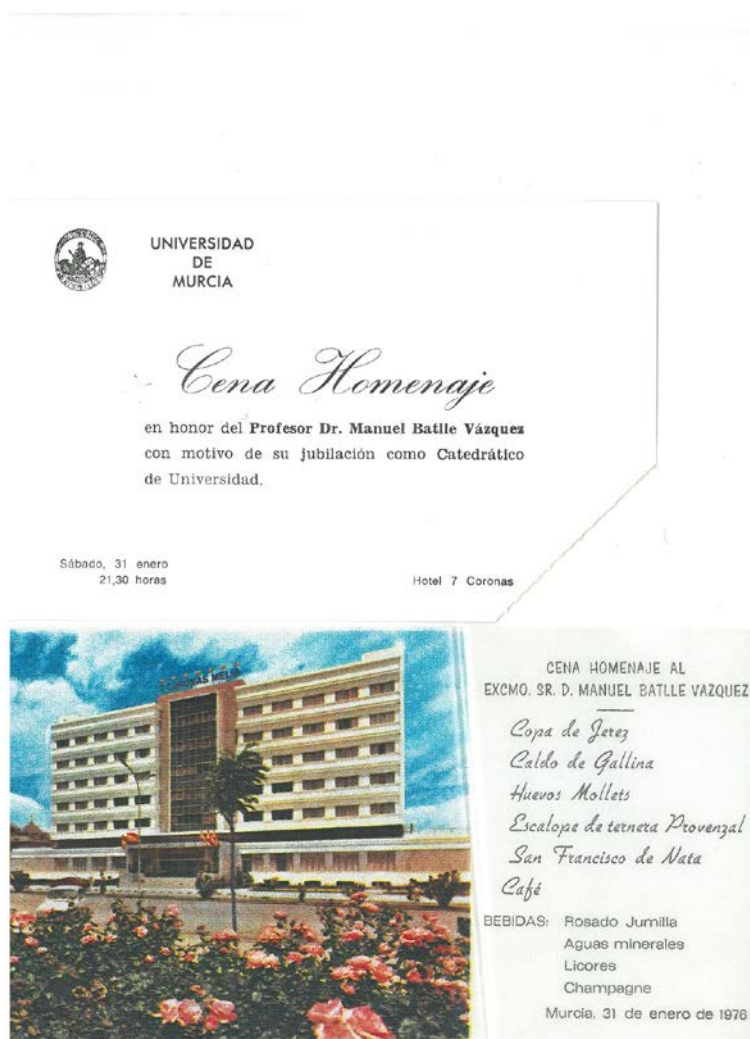 UNIVERSIDAD
DE
MURCIA
Cena Homenaje
en honor del Profesor Dr. Manuel Batlle Vázquez
con motivo de su jubilación como Catedrático
de Universidad.
Sábado, 31 enero
21,30 horas
Hotel 7 Coronas
MELIA
CENA HOMENAJE AL
EXCMO. SR. D. MANUEL BATLLE VAZQUEZ
Copa de Jerez
Caldo de Gallina
Huevos Mollets
Escalope de ternera Provenzal
San Francisco de Nata
Café
BEBIDAS: Rosado Jumilla
Aguas minerales
Licores
Champagne
Murcia, 31 de enero de 1976